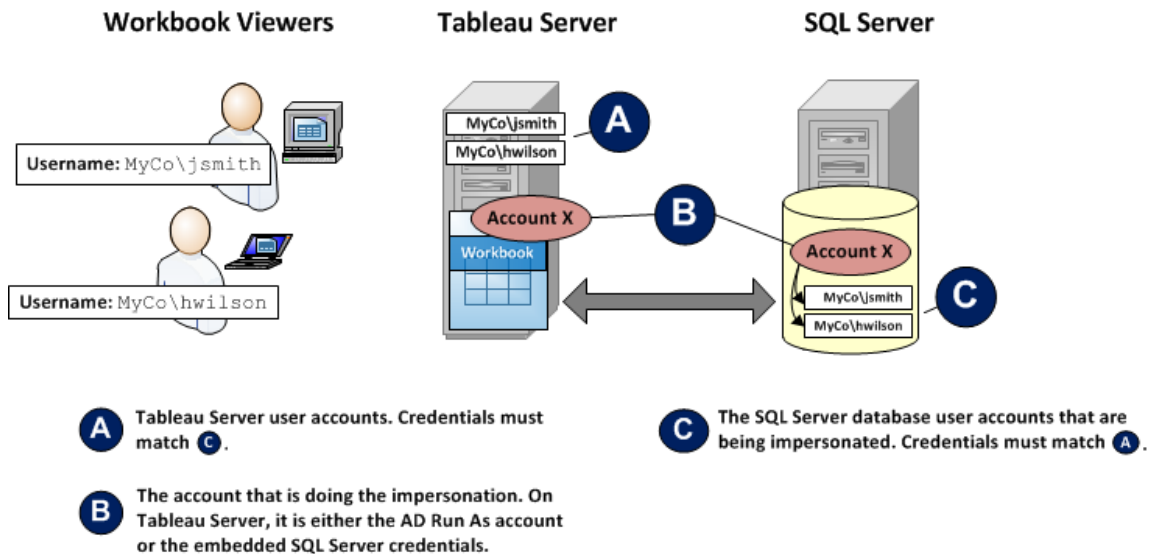 Workbook Viewers
Tableau Server
SQL Server
Username: MyCo\jsmith
Username: MyCo\hwilson
MyCo\jsmith
MyCo\hwilson
A
Account X
Workbook
B
Account X
MyCo\jsmith
MyCo\hwilson
C
A
Tableau Server user accounts. Credentials must
match C.
B
The account that is doing the impersonation. On
Tableau Server, it is either the AD Run As account
or the embedded SQL Server credentials.
C
The SQL Server database user accounts that are
being impersonated. Credentials must match A.